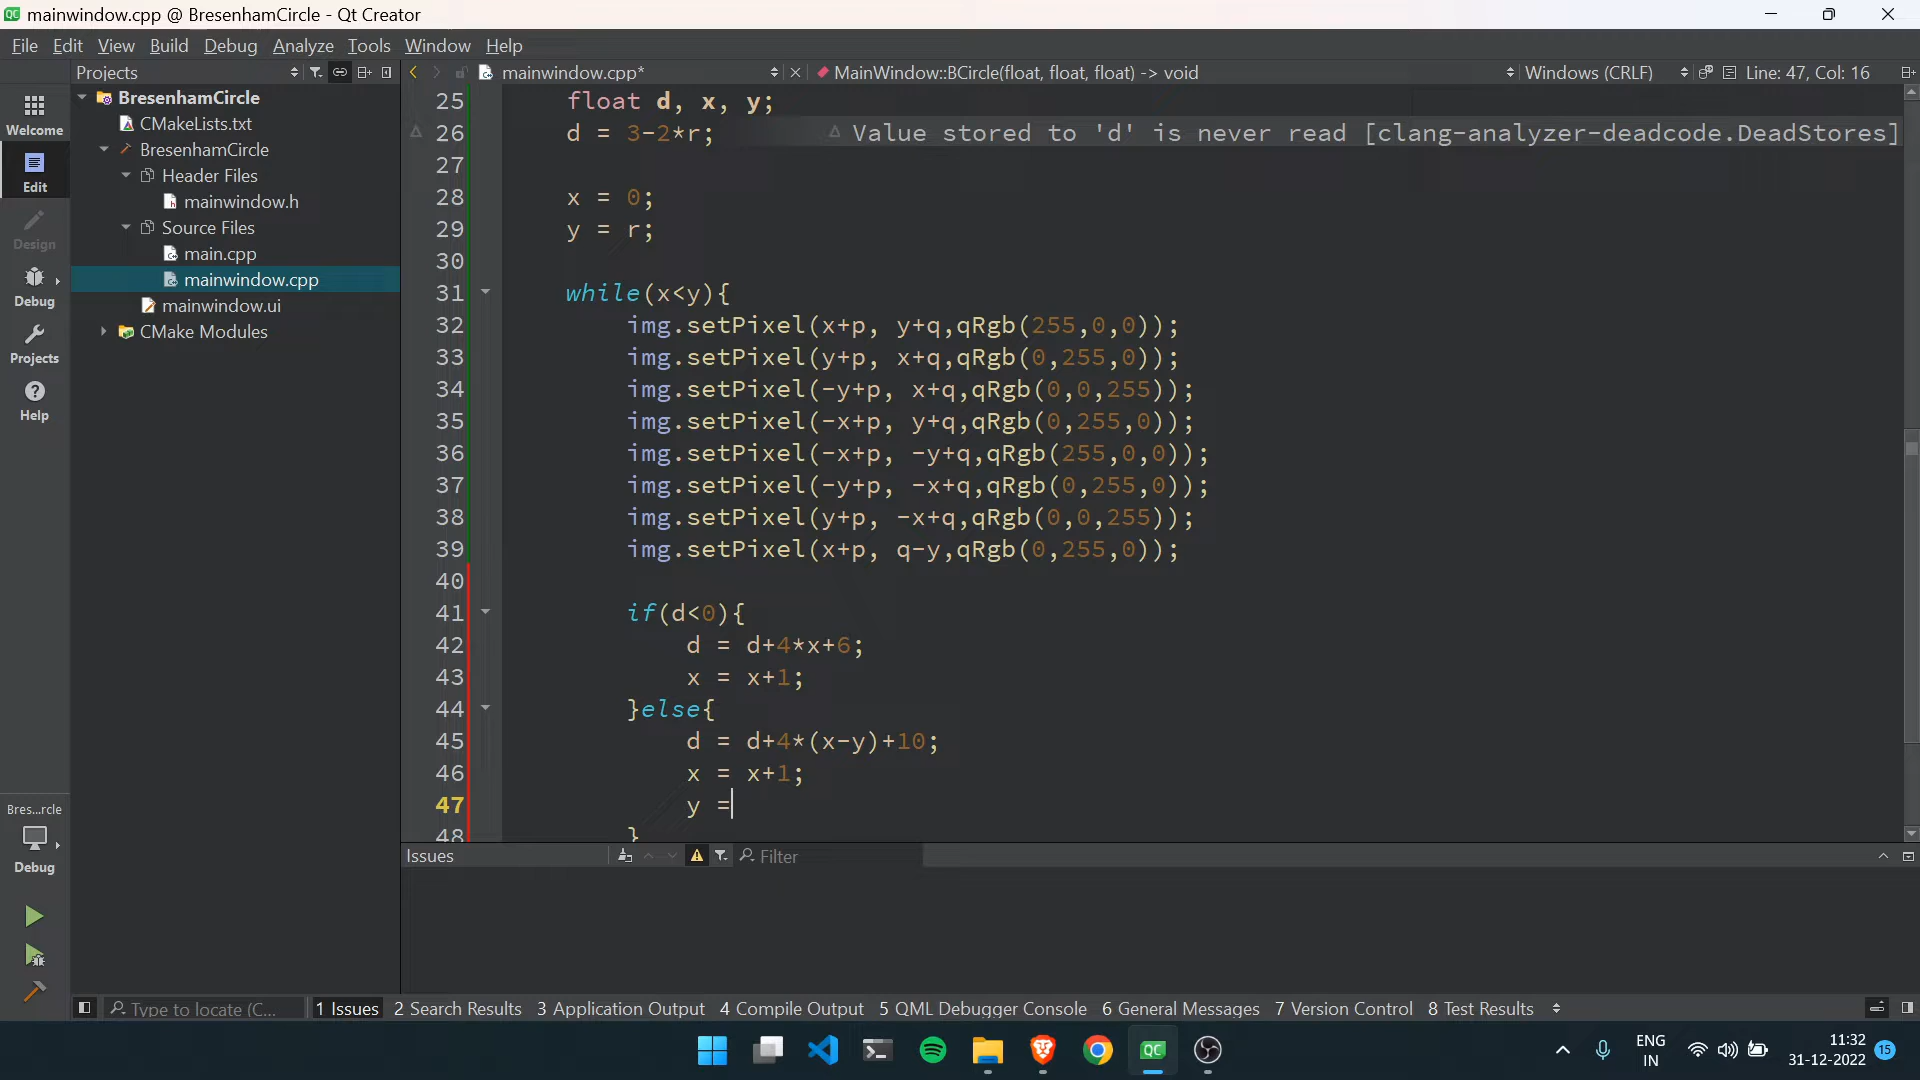 mainwindow.cpp @ BresenhamCircle - Qt Creator
File Edit View Build Debug Analyze Tools Window Help
Projects
mainwindow.cpp*
MainWindow::BCircle(float, float, float) -> void
Windows (CRLF)
Line: 47, Col: 16
Welcome
Edit
Design
Debug
Projects
Help
BresenhamCircle
CMakeLists.txt
BresenhamCircle
Header Files
mainwindow.h
Source Files
main.cpp
mainwindow.cpp
mainwindow.ui
CMake Modules
25 float d, x, y;
26 d = 3-2*r; Value stored to 'd' is never read [clang-analyzer-deadcode.DeadStores]
27
28 x = 0;
29 y = r;
30
31 while(x<y){
32 img.setPixel(x+p, y+q,qRgb(255,0,0));
33 img.setPixel(y+p, x+q,qRgb(0,255,0));
34 img.setPixel(-y+p, x+q,qRgb(0,0,255));
35 img.setPixel(-x+p, y+q,qRgb(0,255,0));
36 img.setPixel(-x+p, -y+q,qRgb(255,0,0));
37 img.setPixel(-y+p, -x+q,qRgb(0,255,0));
38 img.setPixel(y+p, -x+q,qRgb(0,0,255));
39 img.setPixel(x+p, q-y,qRgb(0,255,0));
40
41 if(d<0){
42 d = d+4*x+6;
43 x = x+1;
44 }else{
45 d = d+4*(x-y)+10;
46 x = x+1;
47 y =
48 }
Bres...rcle
Debug
Issues
Filter
Type to locate (C...
1 Issues 2 Search Results 3 Application Output 4 Compile Output 5 QML Debugger Console 6 General Messages 7 Version Control 8 Test Results
QC
ENG
IN
11:32
31-12-2022
15